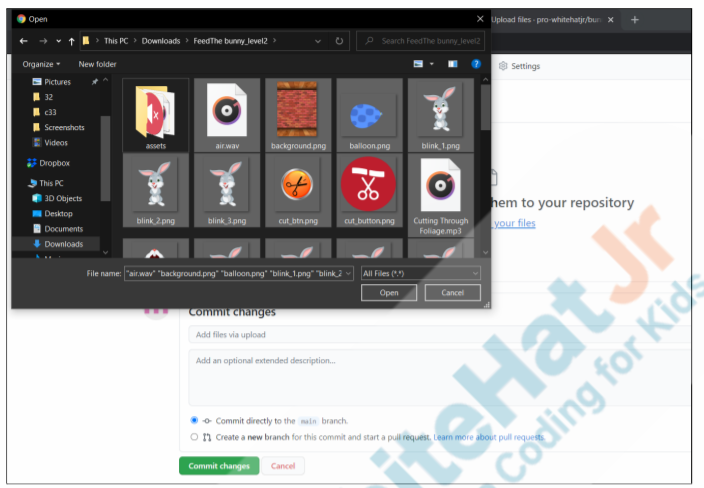 Open
Upload files · pro-whitehatjr/bun
This PC > Downloads > FeedThe bunny_level2 >
Search FeedThe bunny_level2
Organize
New folder
Settings
Pictures
32
c33
Screenshots
Videos
Dropbox
This PC
3D Objects
Desktop
Documents
Downloads
assets
air.wav
background.png
balloon.png
blink_1.png
blink_2.png
blink_3.png
cut_btn.png
cut_button.png
Cutting Through
Foliage.mp3
hem to your repository
your files
File name: "air.wav" "background.png" "balloon.png" "blink_1.png" "blink_2
All Files (*.*)
Open
Cancel
Commit changes
Add files via upload
Add an optional extended description...
Commit directly to the main branch.
Create a new branch for this commit and start a pull request. Learn more about pull requests.
Commit changes
Cancel
iteHat Jr
Coding for Kids